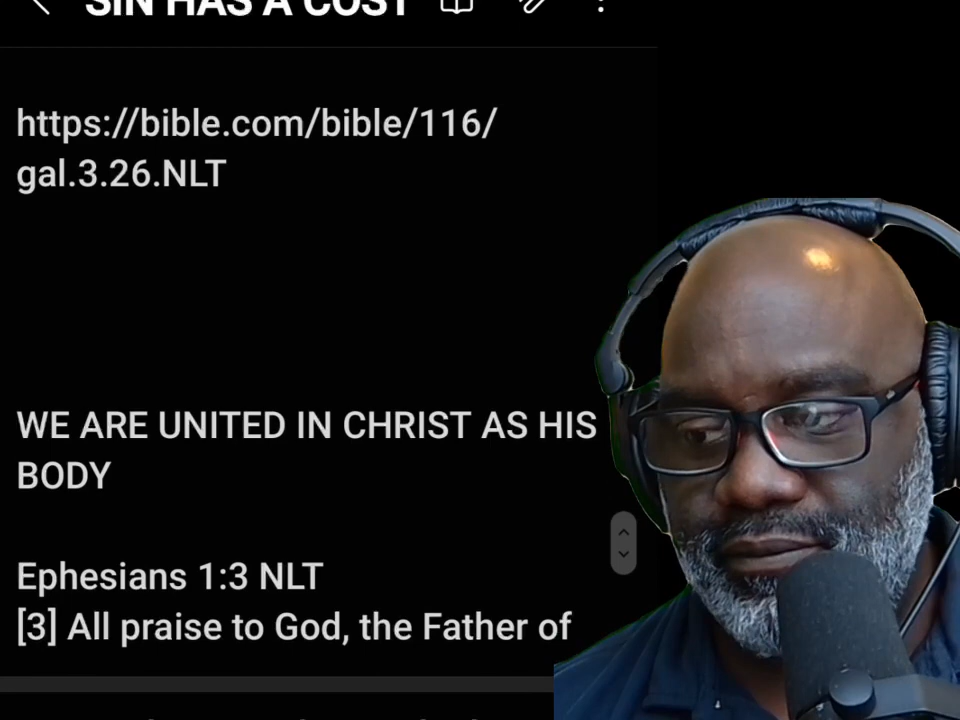 SIN HAS A COST
https://bible.com/bible/116/
gal.3.26.NLT
WE ARE UNITED IN CHRIST AS HIS
BODY
Ephesians 1:3 NLT
[3] All praise to God, the Father of